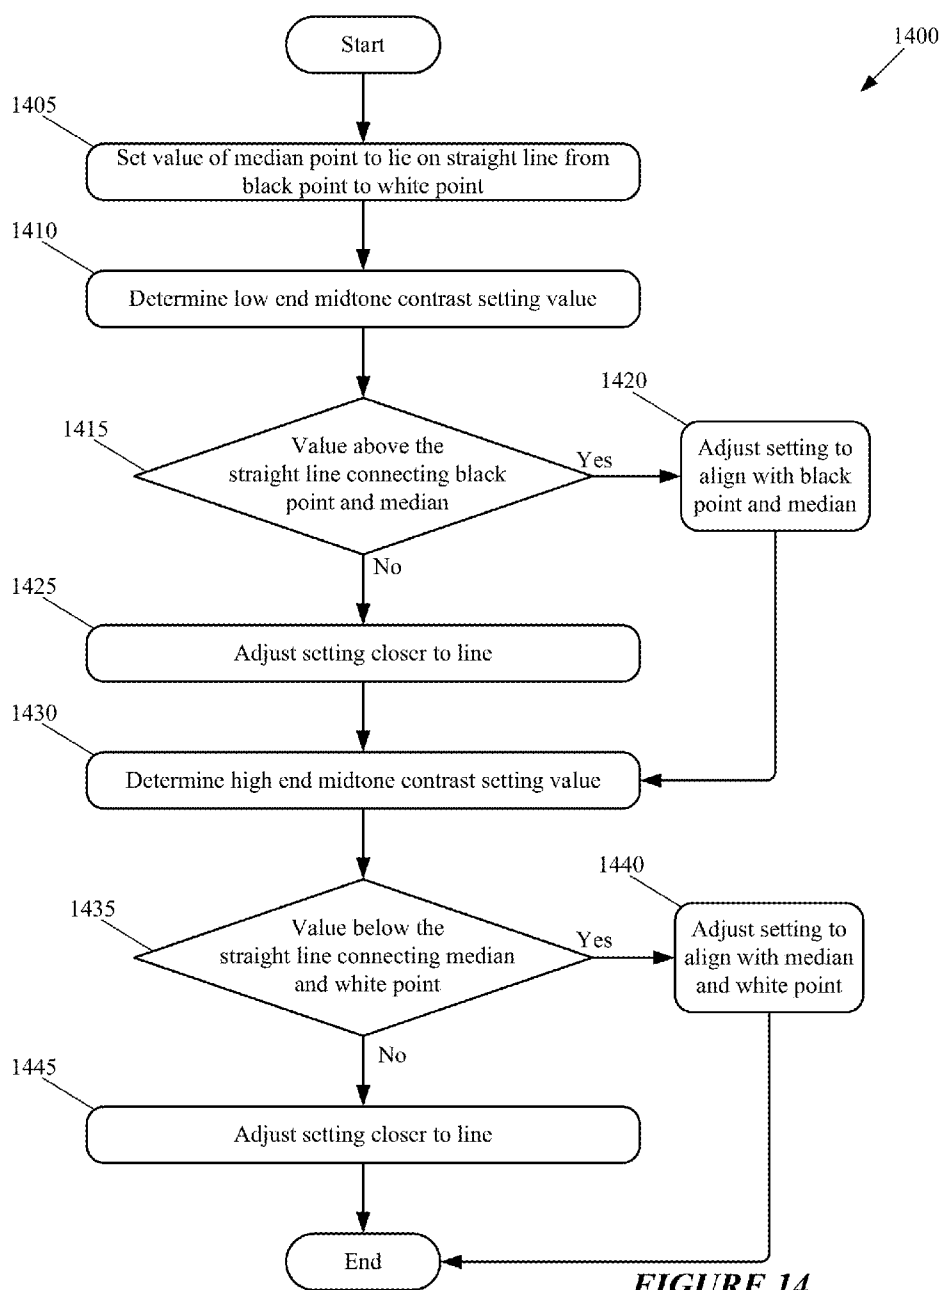 Start
1400
1405
Set value of median point to lie on straight line from
black point to white point
1410
Determine low end midtone contrast setting value
1415
Value above the
straight line connecting black
point and median
Yes
1420
Adjust setting to
align with black
point and median
No
1425
Adjust setting closer to line
1430
Determine high end midtone contrast setting value
1435
Value below the
straight line connecting median
and white point
Yes
1440
Adjust setting to
align with median
and white point
No
1445
Adjust setting closer to line
End
FIGURE 14